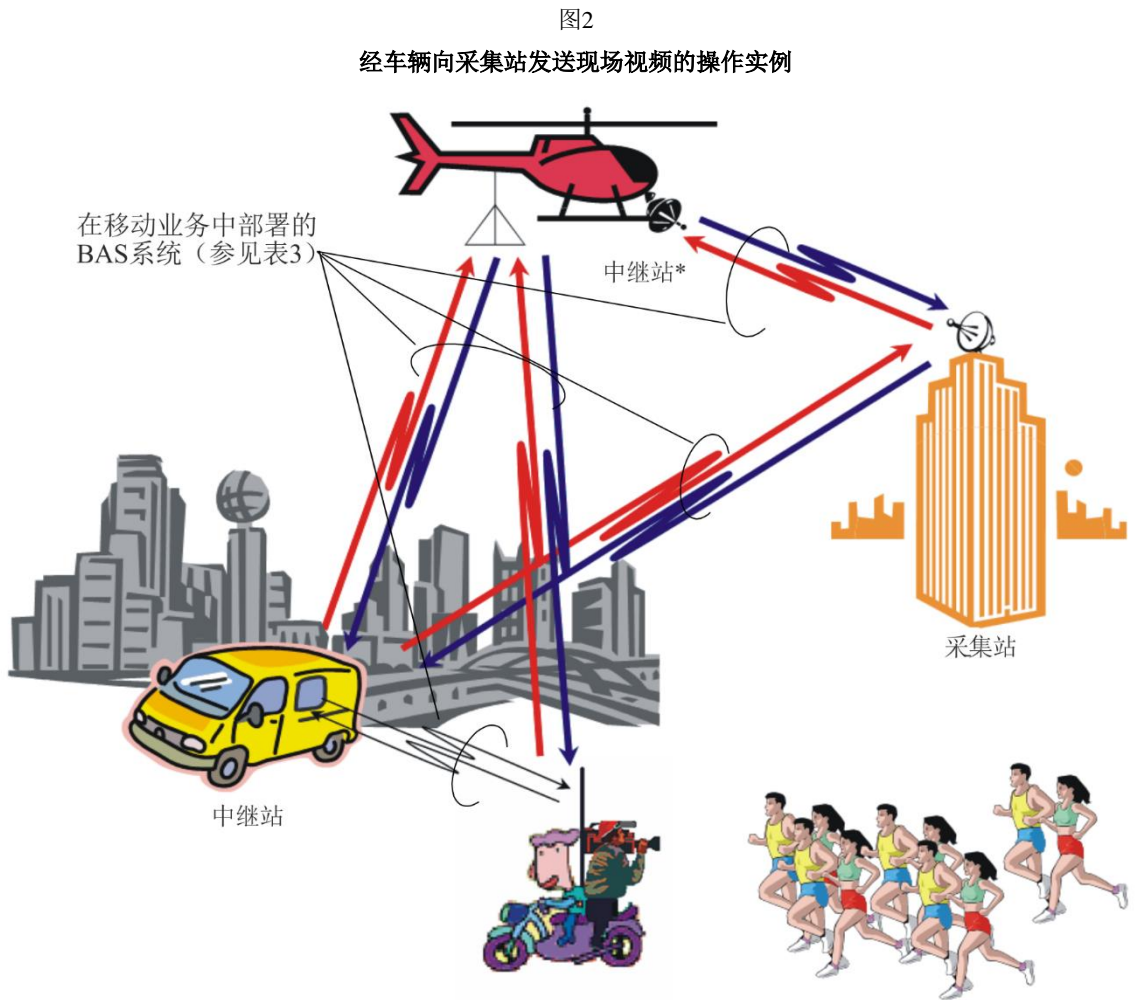 图2
经车辆向采集站发送现场视频的操作实例
在移动业务中部署的
BAS系统（参见表3）
中继站*
采集站
中继站